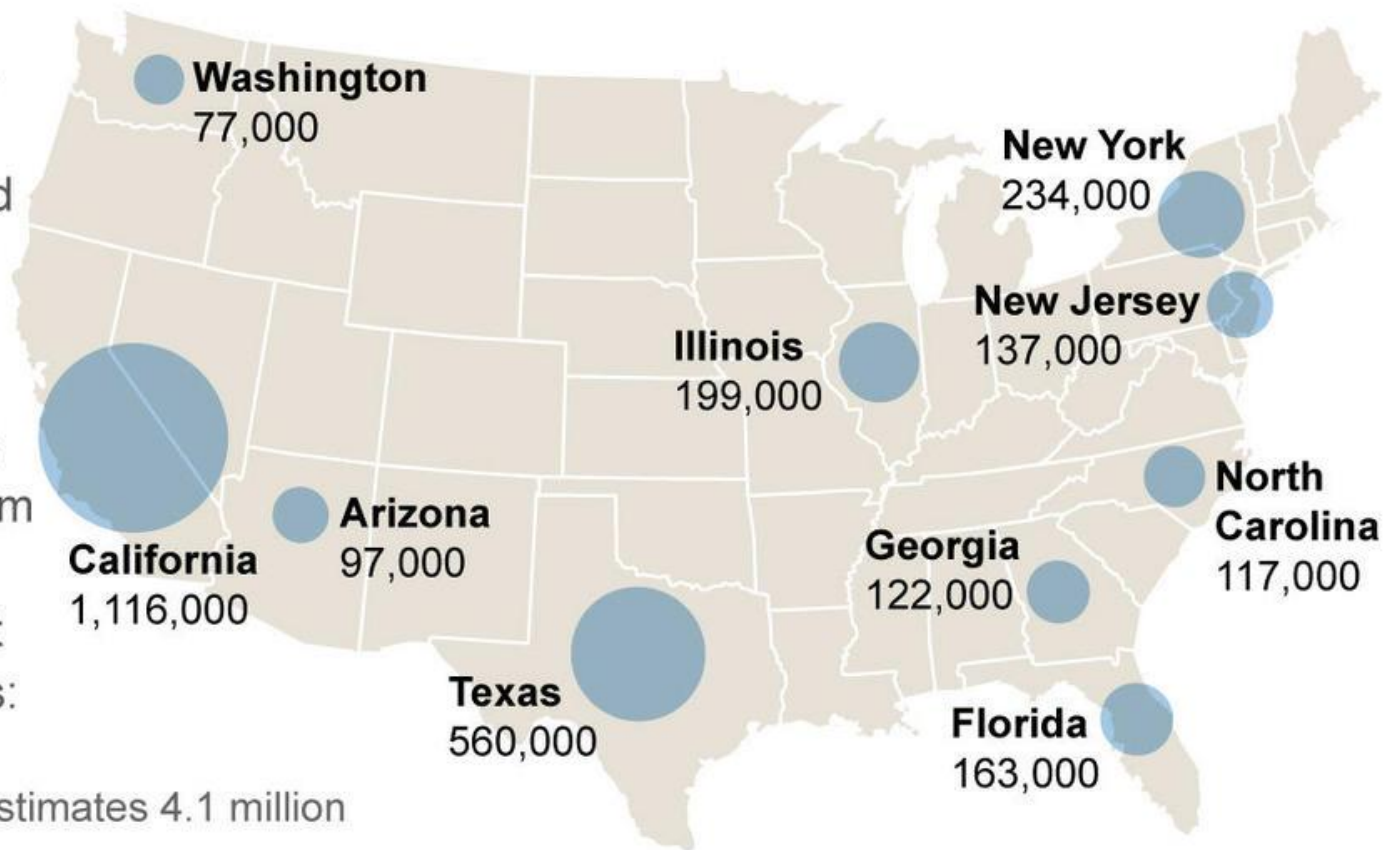 Washington
77,000
New York
234,000
New Jersey
137,000
Illinois
199,000
California
1,116,000
Arizona
97,000
North
Carolina
117,000
Georgia
122,000
Texas
560,000
Florida
163,000
4.1 million